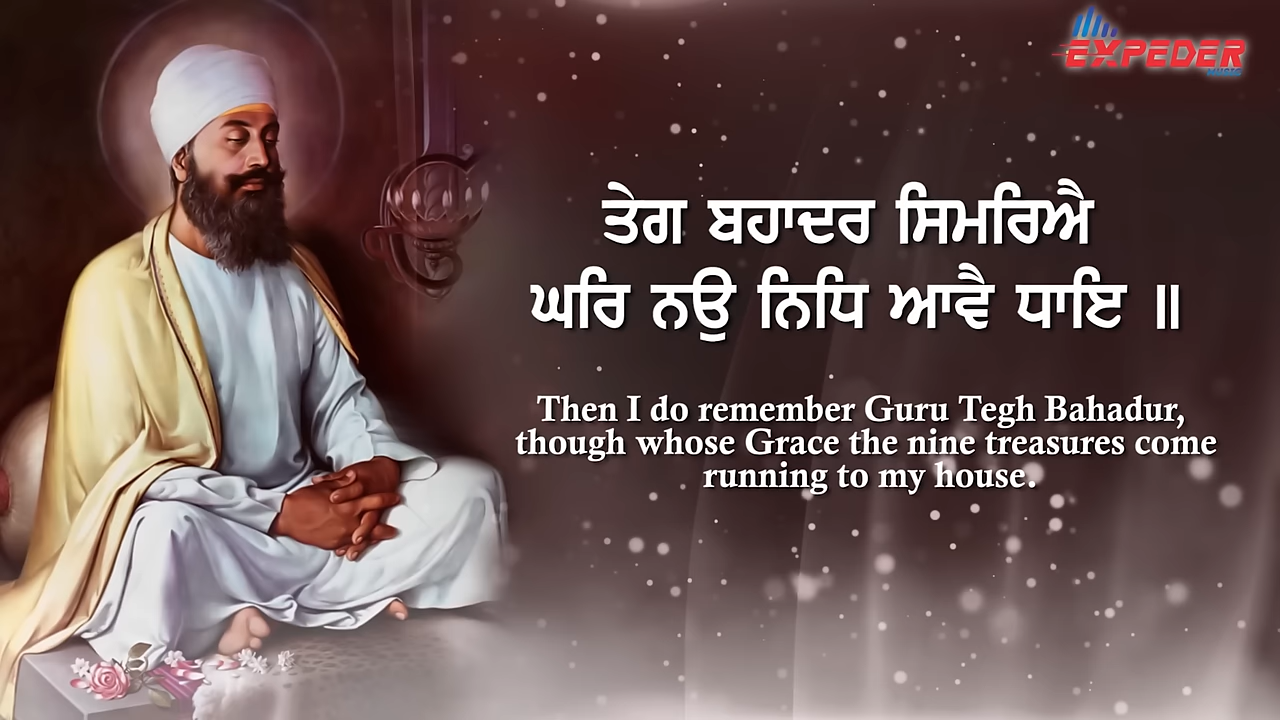 EXPEDER
MUSIC
ਤੇਗ ਬਹਾਦਰ ਸਿਮਰਿਐ
ਘਰਿ ਨਉ ਨਿਧਿ ਆਵੈ ਧਾਇ ॥
Then I do remember Guru Tegh Bahadur,
though whose Grace the nine treasures come
running to my house.